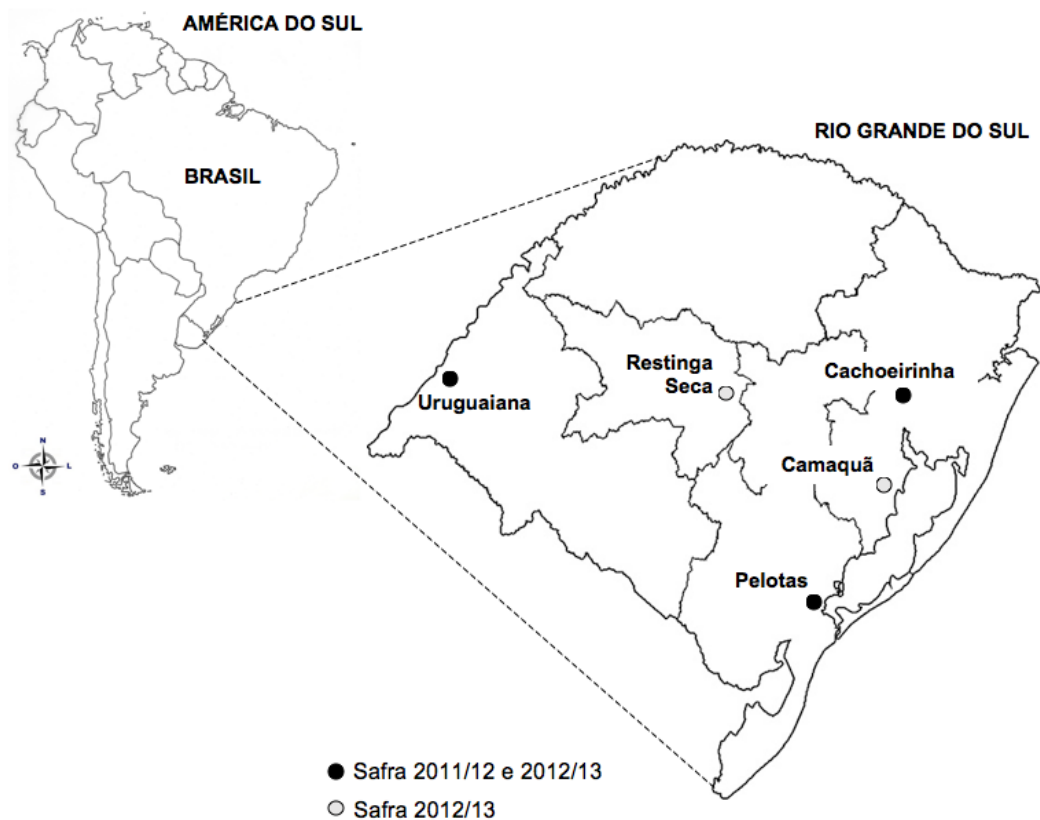 AMÉRICA DO SUL
BRASIL
RIO GRANDE DO SUL
Restinga
Seca
Cachoeirinha
Uruguaiana
Camaquã
N
O
L
S
Pelotas
Safra 2011/12 e 2012/13
Safra 2012/13